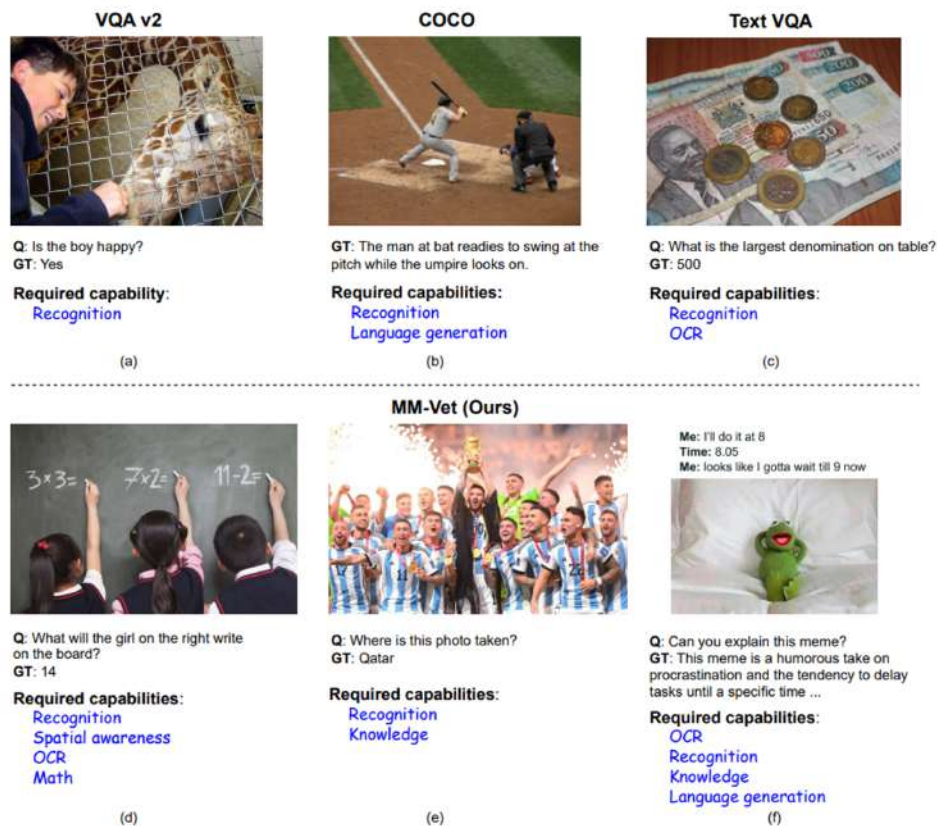 VQA v2
COCO
Text VQA
500
200
200
50
Q: Is the boy happy?
GT: Yes
Required capability:
Recognition
(a)
GT: The man at bat readies to swing at the
pitch while the umpire looks on.
Required capabilities:
Recognition
Language generation
(b)
Q: What is the largest denomination on table?
GT: 500
Required capabilities:
Recognition
OCR
(c)
MM-Vet (Ours)
3×3=
7×2=
11-2=
Q: What will the girl on the right write
on the board?
GT: 14
Required capabilities:
Recognition
Spatial awareness
OCR
Math
(d)
17
11
22
Q: Where is this photo taken?
GT: Qatar
Required capabilities:
Recognition
Knowledge
(e)
Me: I'll do it at 8
Time: 8.05
Me: looks like I gotta wait till 9 now
Q: Can you explain this meme?
GT: This meme is a humorous take on
procrastination and the tendency to delay
tasks until a specific time ...
Required capabilities:
OCR
Recognition
Knowledge
Language generation
(f)